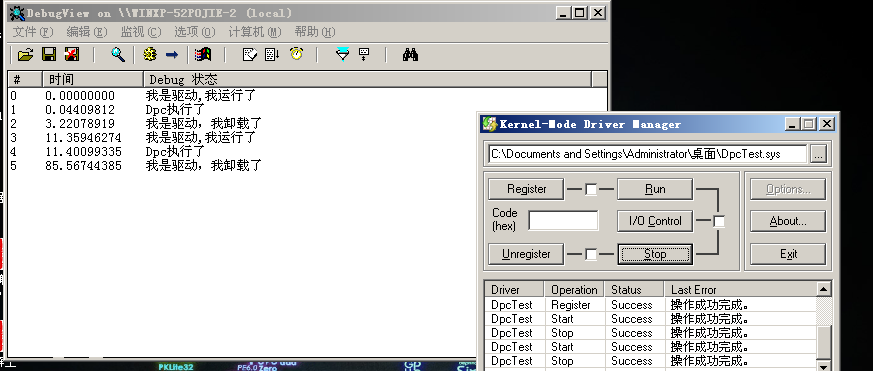 DebugView on \\WINXP-52POJIE-2 (local)
文件(F) 编辑(E) 监视(C) 选项(O) 计算机(M) 帮助(H)
# 时间 Debug 状态
0 0.00000000 我是驱动,我运行了
1 0.04409812 Dpc执行了
2 3.22078919 我是驱动，我卸载了
3 11.35946274 我是驱动,我运行了
4 11.40099335 Dpc执行了
5 85.56744385 我是驱动，我卸载了
Kernel-Mode Driver Manager
C:\Documents and Settings\Administrator\桌面\DpcTest.sys ...
Register Run Options...
Code (hex) I/O Control About...
Unregister Stop Exit
Driver Operation Status Last Error
DpcTest Register Success 操作成功完成。
DpcTest Start Success 操作成功完成。
DpcTest Stop Success 操作成功完成。
DpcTest Start Success 操作成功完成。
DpcTest Stop Success 操作成功完成。
PKLite32